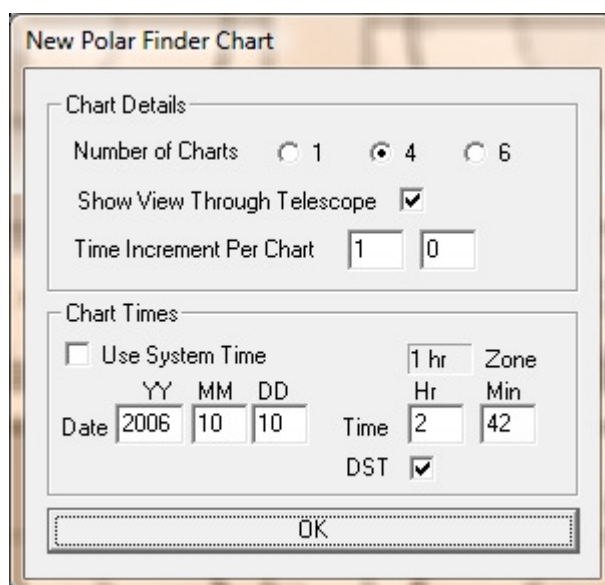 New Polar Finder Chart
Chart Details
Number of Charts 1 4 6
Show View Through Telescope
Time Increment Per Chart 1 0
Chart Times
Use System Time 1 hr Zone
YY MM DD Hr Min
Date 2006 10 10 Time 2 42
DST
OK